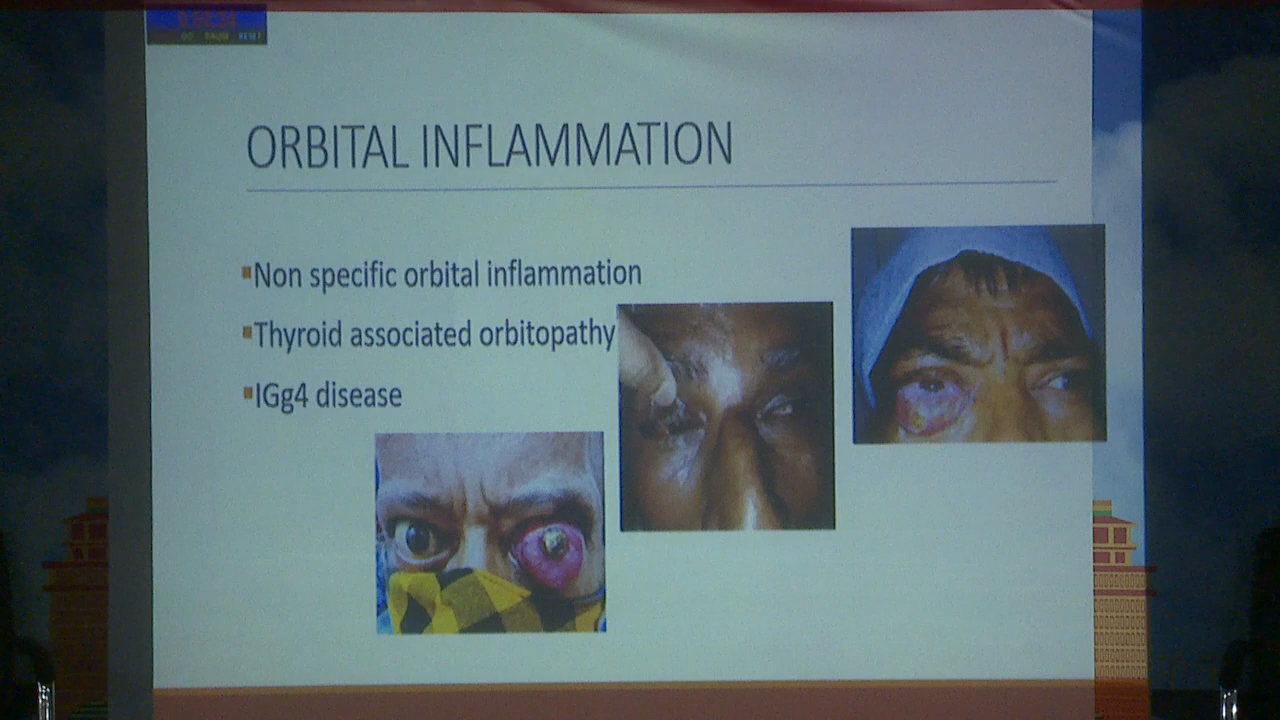 ORBITAL INFLAMMATION
Non specific orbital inflammation
Thyroid associated orbitopathy
IGg4 disease